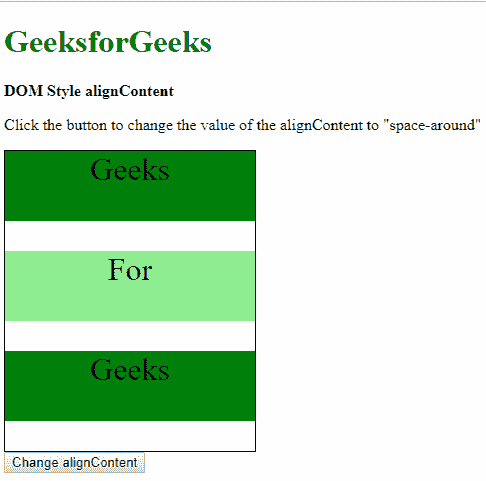 GeeksforGeeks
DOM Style alignContent
Click the button to change the value of the alignContent to "space-around"
Geeks
For
Geeks
Change alignContent